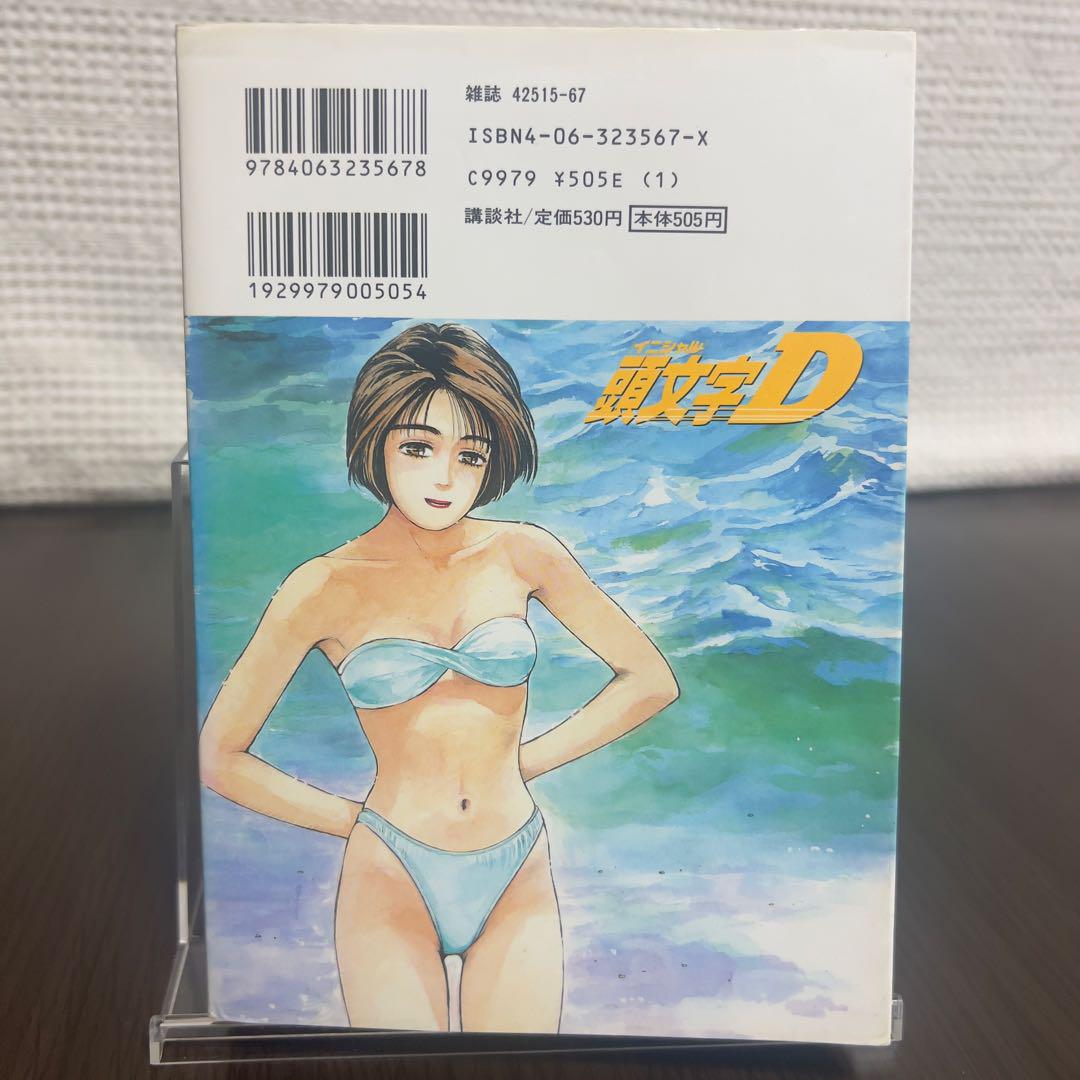 雑誌 42515-67
ISBN4-06-323567-X
C9979 ¥505E (1)
講談社/定価530円 本体505円
9784063235678
1929979005054
イニシャル
頭文字D